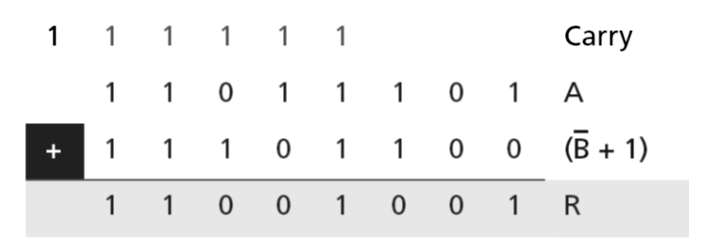 1 1 1 1 1 1 Carry
1 1 0 1 1 1 0 1 A
+ 1 1 1 0 1 1 0 0 (B̅ + 1)
1 1 0 0 1 0 0 1 R